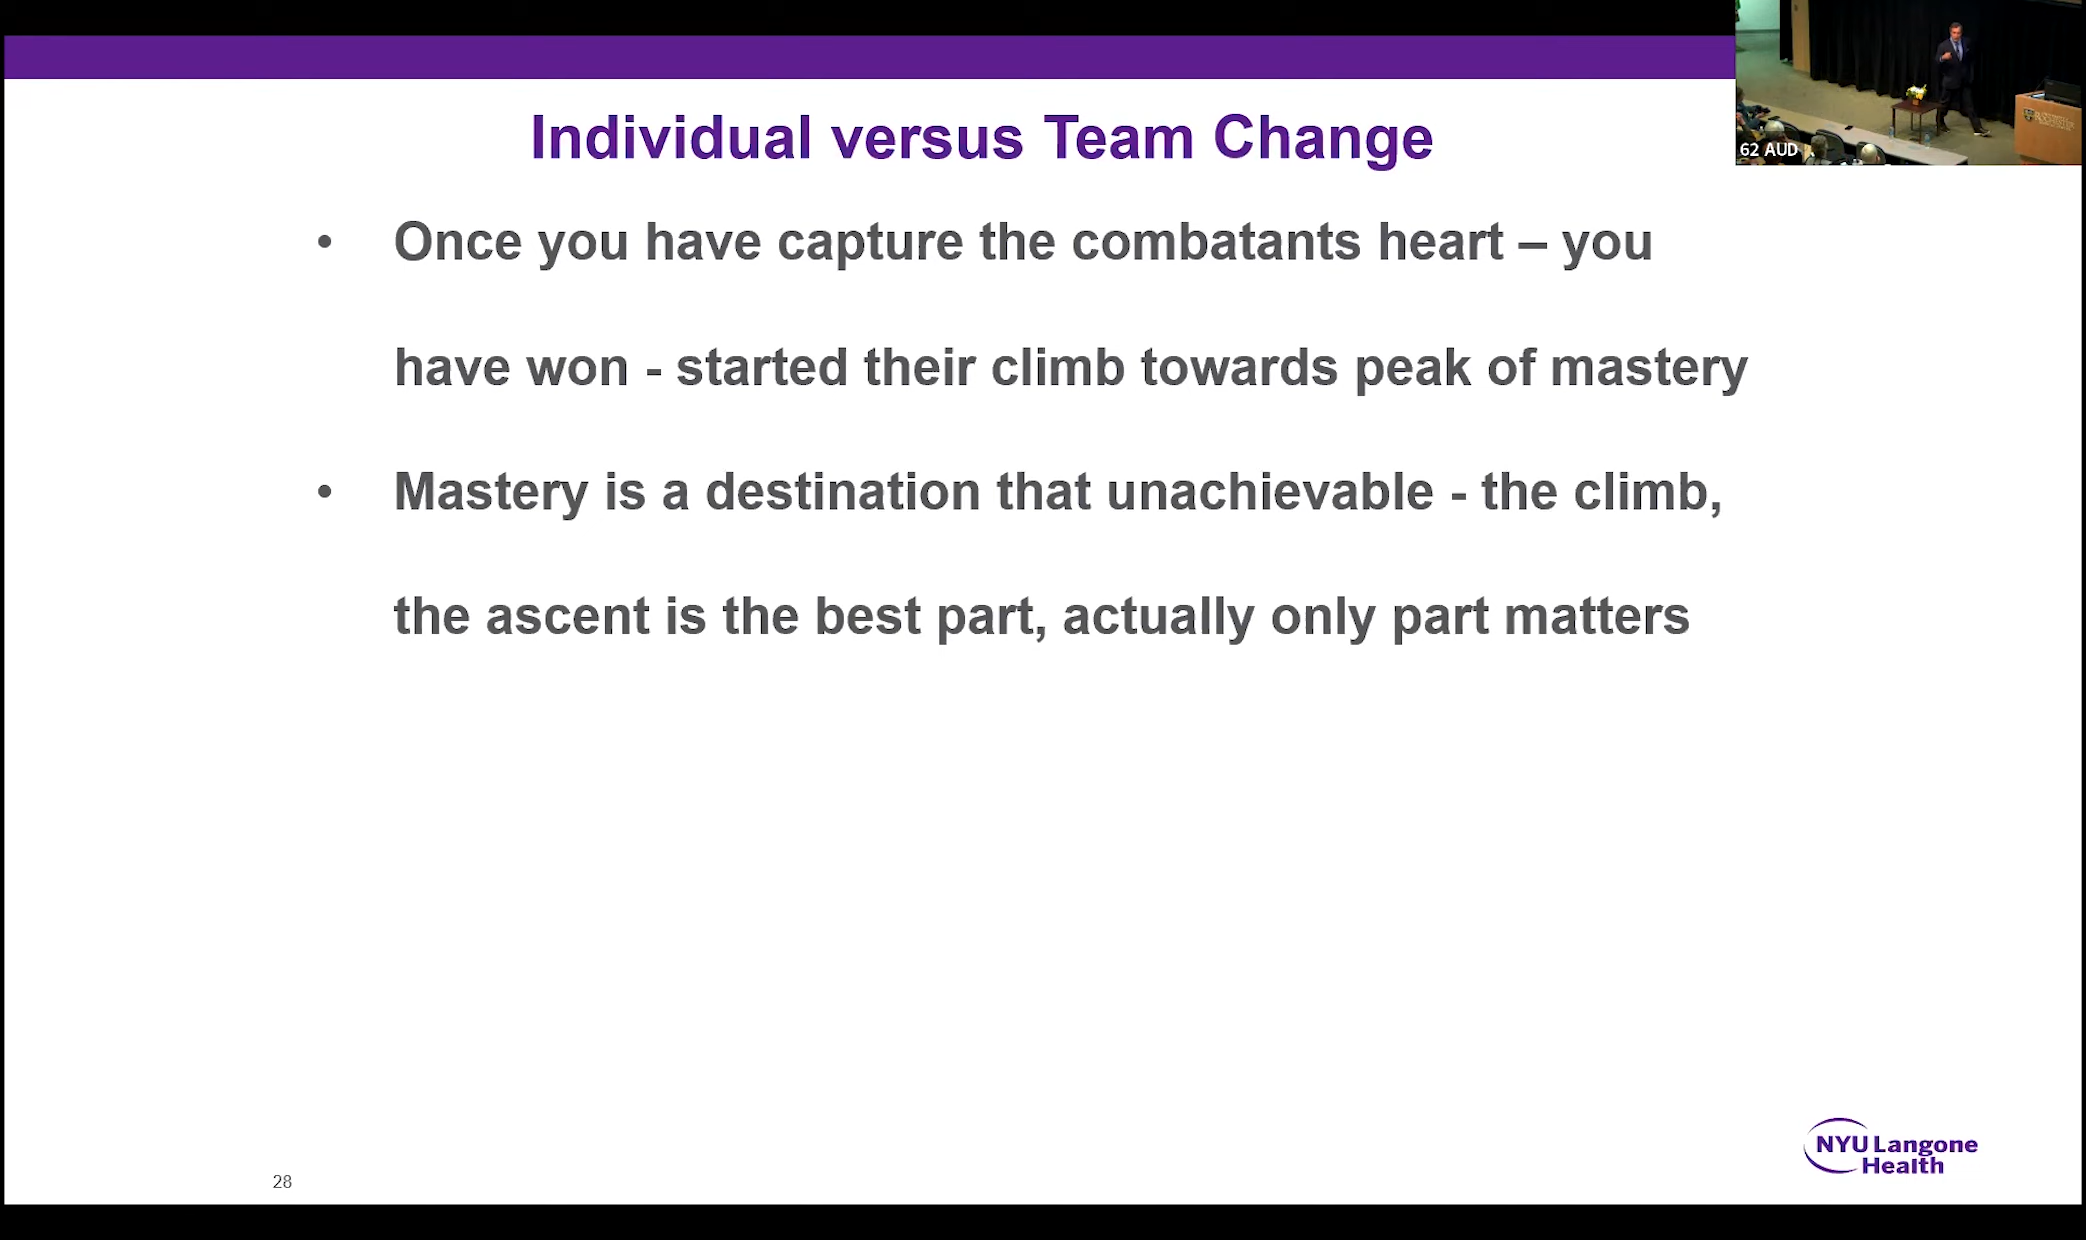 Individual versus Team Change
62 AUD
• Once you have capture the combatants heart – you
have won - started their climb towards peak of mastery
• Mastery is a destination that unachievable - the climb,
the ascent is the best part, actually only part matters
NYU Langone
Health
28